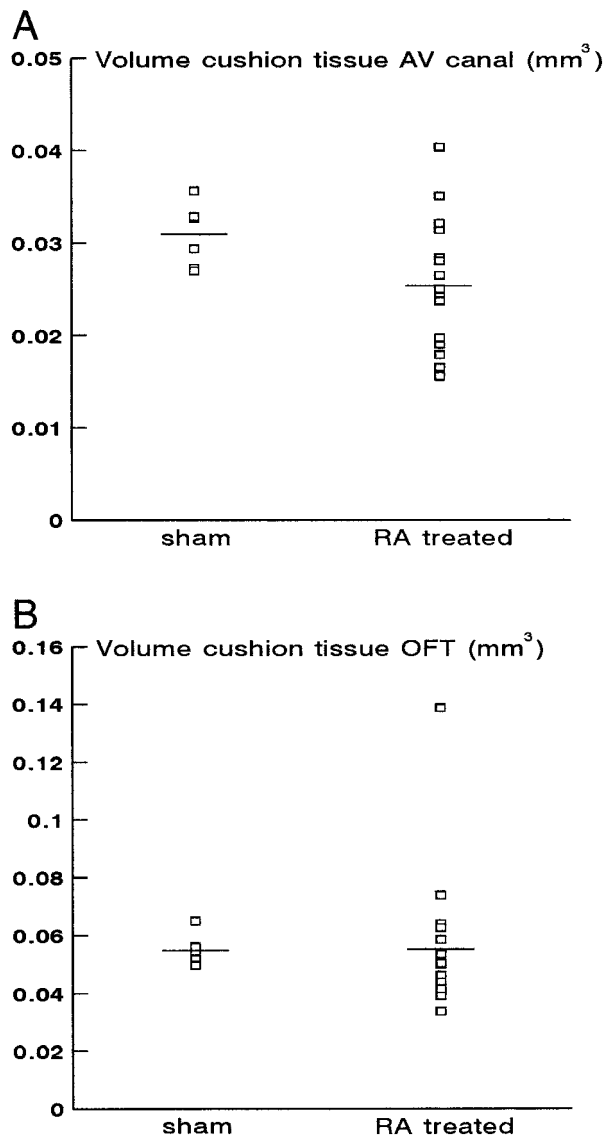 A
Volume cushion tissue AV canal (mm³)
0.05
0.04
0.03
0.02
0.01
0
sham RA treated
B
Volume cushion tissue OFT (mm³)
0.16
0.14
0.12
0.1
0.08
0.06
0.04
0.02
0
sham RA treated